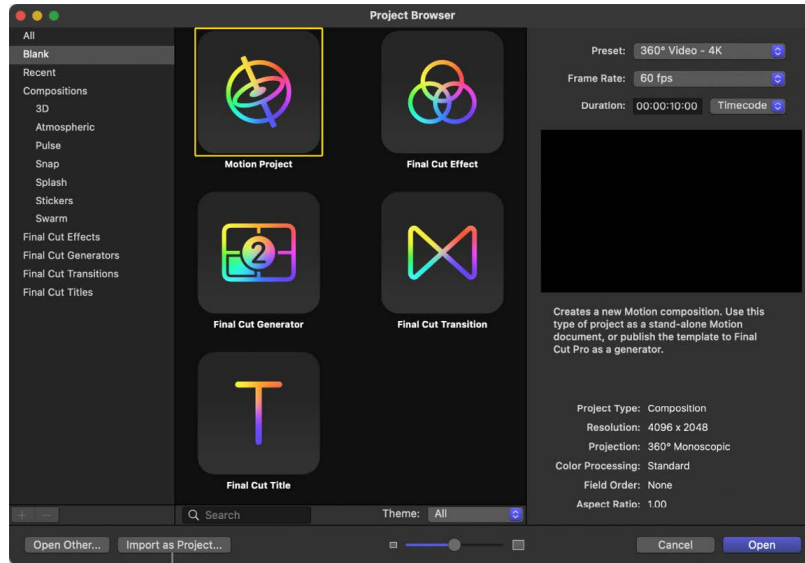 Project Browser
All
Blank
Recent
Compositions
3D
Atmospheric
Pulse
Snap
Splash
Stickers
Swarm
Final Cut Effects
Final Cut Generators
Final Cut Transitions
Final Cut Titles
Motion Project
Final Cut Effect
2
Final Cut Generator
Final Cut Transition
T
Final Cut Title
Search
Theme: All
Preset: 360° Video - 4K
Frame Rate: 60 fps
Duration: 00:00:10:00 Timecode
Creates a new Motion composition. Use this
type of project as a stand-alone Motion
document, or publish the template to Final
Cut Pro as a generator.
Project Type: Composition
Resolution: 4096 x 2048
Projection: 360° Monoscopic
Color Processing: Standard
Field Order: None
Aspect Ratio: 1.00
Open Other... Import as Project...
Cancel Open